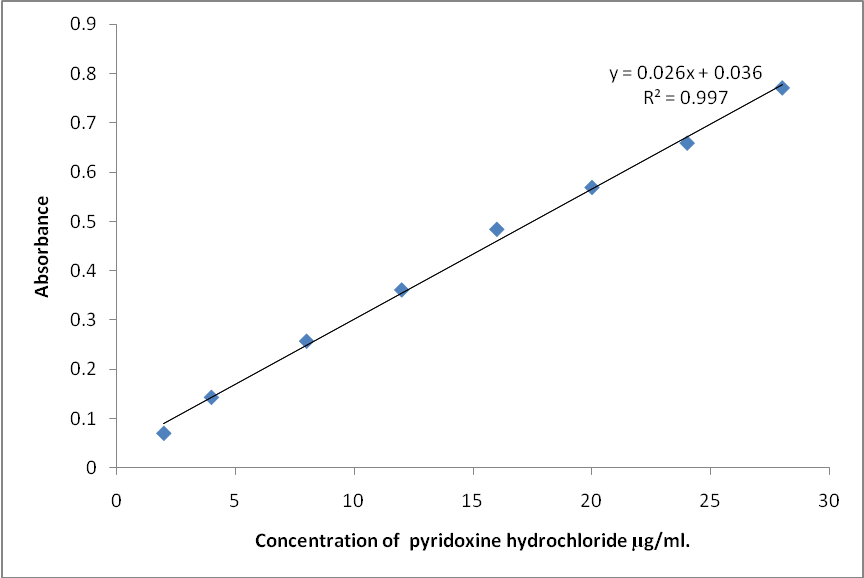 0.9
0.8
0.7
0.6
0.5
0.4
0.3
0.2
0.1
0
Absorbance
y = 0.026x + 0.036
R² = 0.997
0 5 10 15 20 25 30
Concentration of pyridoxine hydrochloride μg/ml.